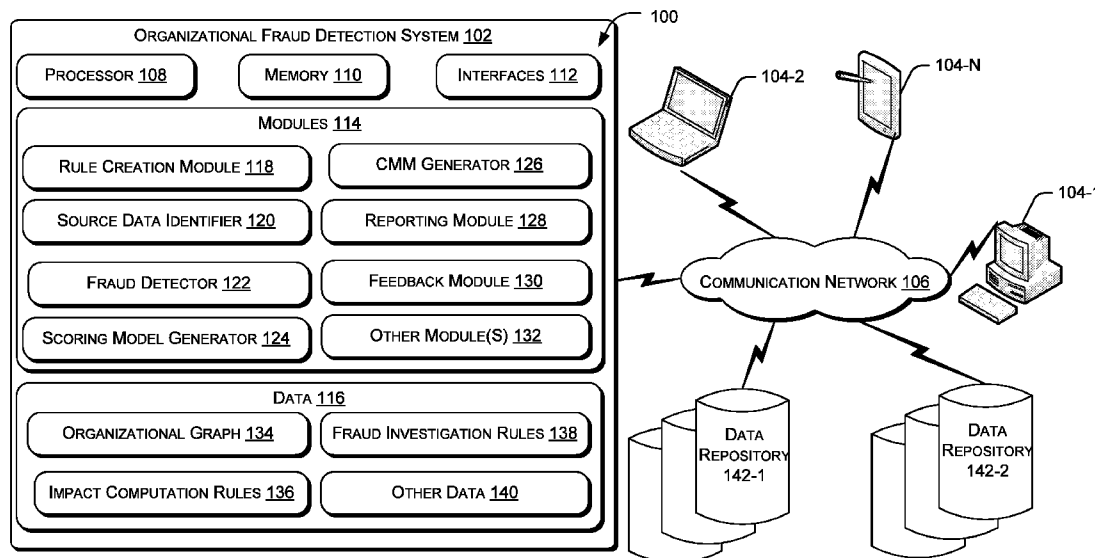 100
ORGANIZATIONAL FRAUD DETECTION SYSTEM 102
PROCESSOR 108
MEMORY 110
INTERFACES 112
MODULES 114
RULE CREATION MODULE 118
CMM GENERATOR 126
SOURCE DATA IDENTIFIER 120
REPORTING MODULE 128
FRAUD DETECTOR 122
FEEDBACK MODULE 130
SCORING MODEL GENERATOR 124
OTHER MODULE(S) 132
DATA 116
ORGANIZATIONAL GRAPH 134
FRAUD INVESTIGATION RULES 138
IMPACT COMPUTATION RULES 136
OTHER DATA 140
104-2
104-N
104-1
COMMUNICATION NETWORK 106
DATA
REPOSITORY
142-1
DATA
REPOSITORY
142-2